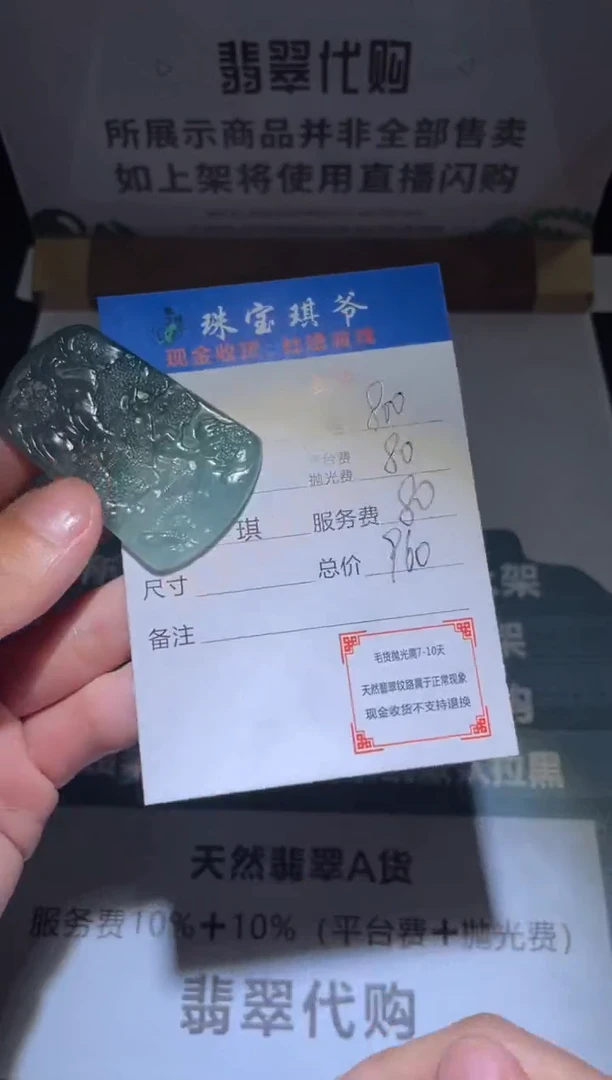 翡翠代购
所展示商品并非全部售卖
如上架将使用直播闪购
珠宝琪爷
现金收货
800
台费
抛光费 80
琪 服务费 80
总价 960
尺寸
备注
毛货抛光需7-10天
天然翡翠纹路属于正常现象
现金收货不支持退换
架
购
拉黑
天然翡翠A货
服务费10%+10%(平台费+抛光费)
翡翠代购